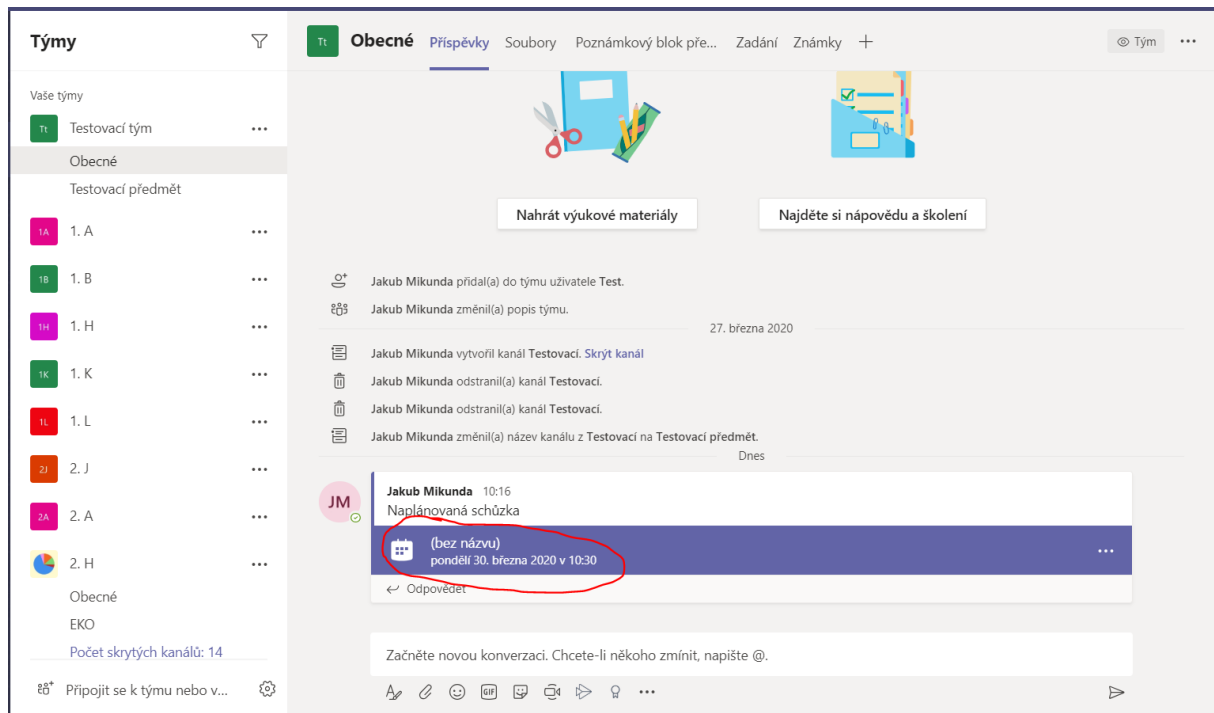 Týmy
Vaše týmy
Tt Testovací tým
Obecné
Testovací předmět
1A 1. A
1B 1. B
1H 1. H
1K 1. K
1L 1. L
2J 2. J
2A 2. A
2. H
Obecné
EKO
Počet skrytých kanálů: 14
Připojit se k týmu nebo v...
Tt Obecné Příspěvky Soubory Poznámkový blok pře... Zadání Známky Tým
Nahrát výukové materiály Najděte si nápovědu a školení
Jakub Mikunda přidal(a) do týmu uživatele Test.
Jakub Mikunda změnil(a) popis týmu.
27. března 2020
Jakub Mikunda vytvořil kanál Testovací. Skrýt kanál
Jakub Mikunda odstranil(a) kanál Testovací.
Jakub Mikunda odstranil(a) kanál Testovací.
Jakub Mikunda změnil(a) název kanálu z Testovací na Testovací předmět.
Dnes
JM Jakub Mikunda 10:16
Naplánovaná schůzka
(bez názvu)
pondělí 30. března 2020 v 10:30
Odpovědět
Začněte novou konverzaci. Chcete-li někoho zmínit, napište @.
GIF